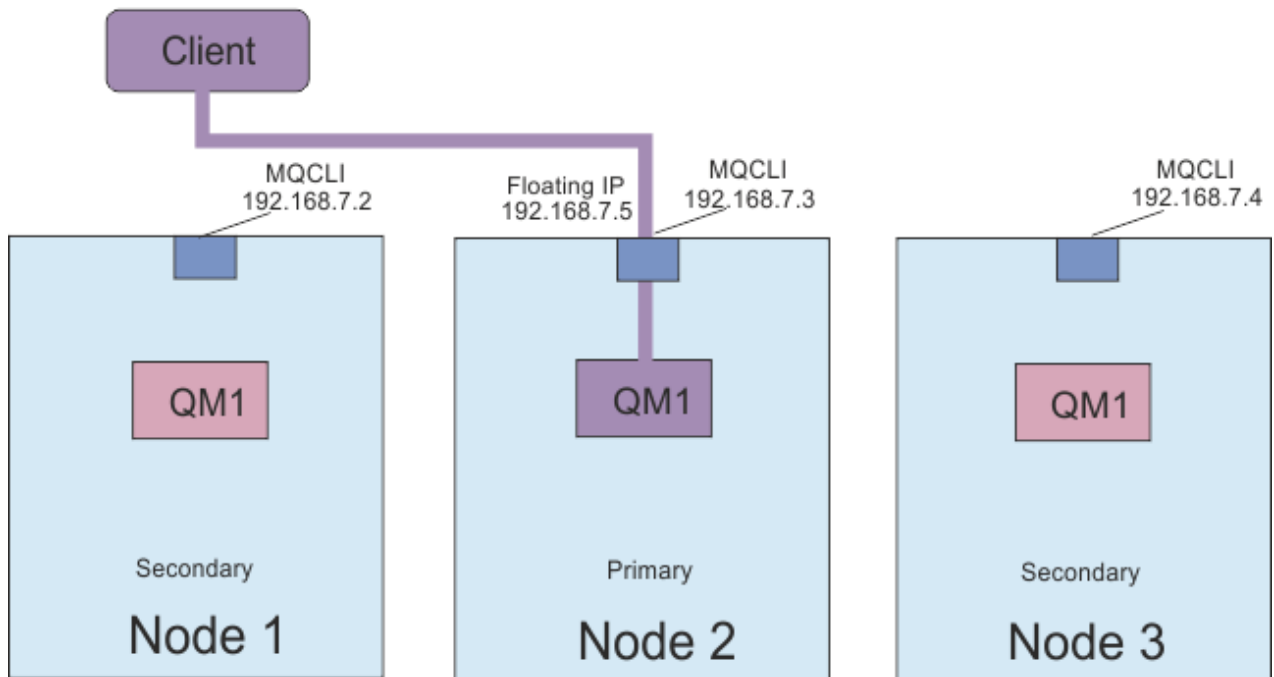 Client
MQCLI
192.168.7.2
Floating IP
192.168.7.5
MQCLI
192.168.7.3
MQCLI
192.168.7.4
QM1
QM1
QM1
Secondary
Primary
Secondary
Node 1
Node 2
Node 3